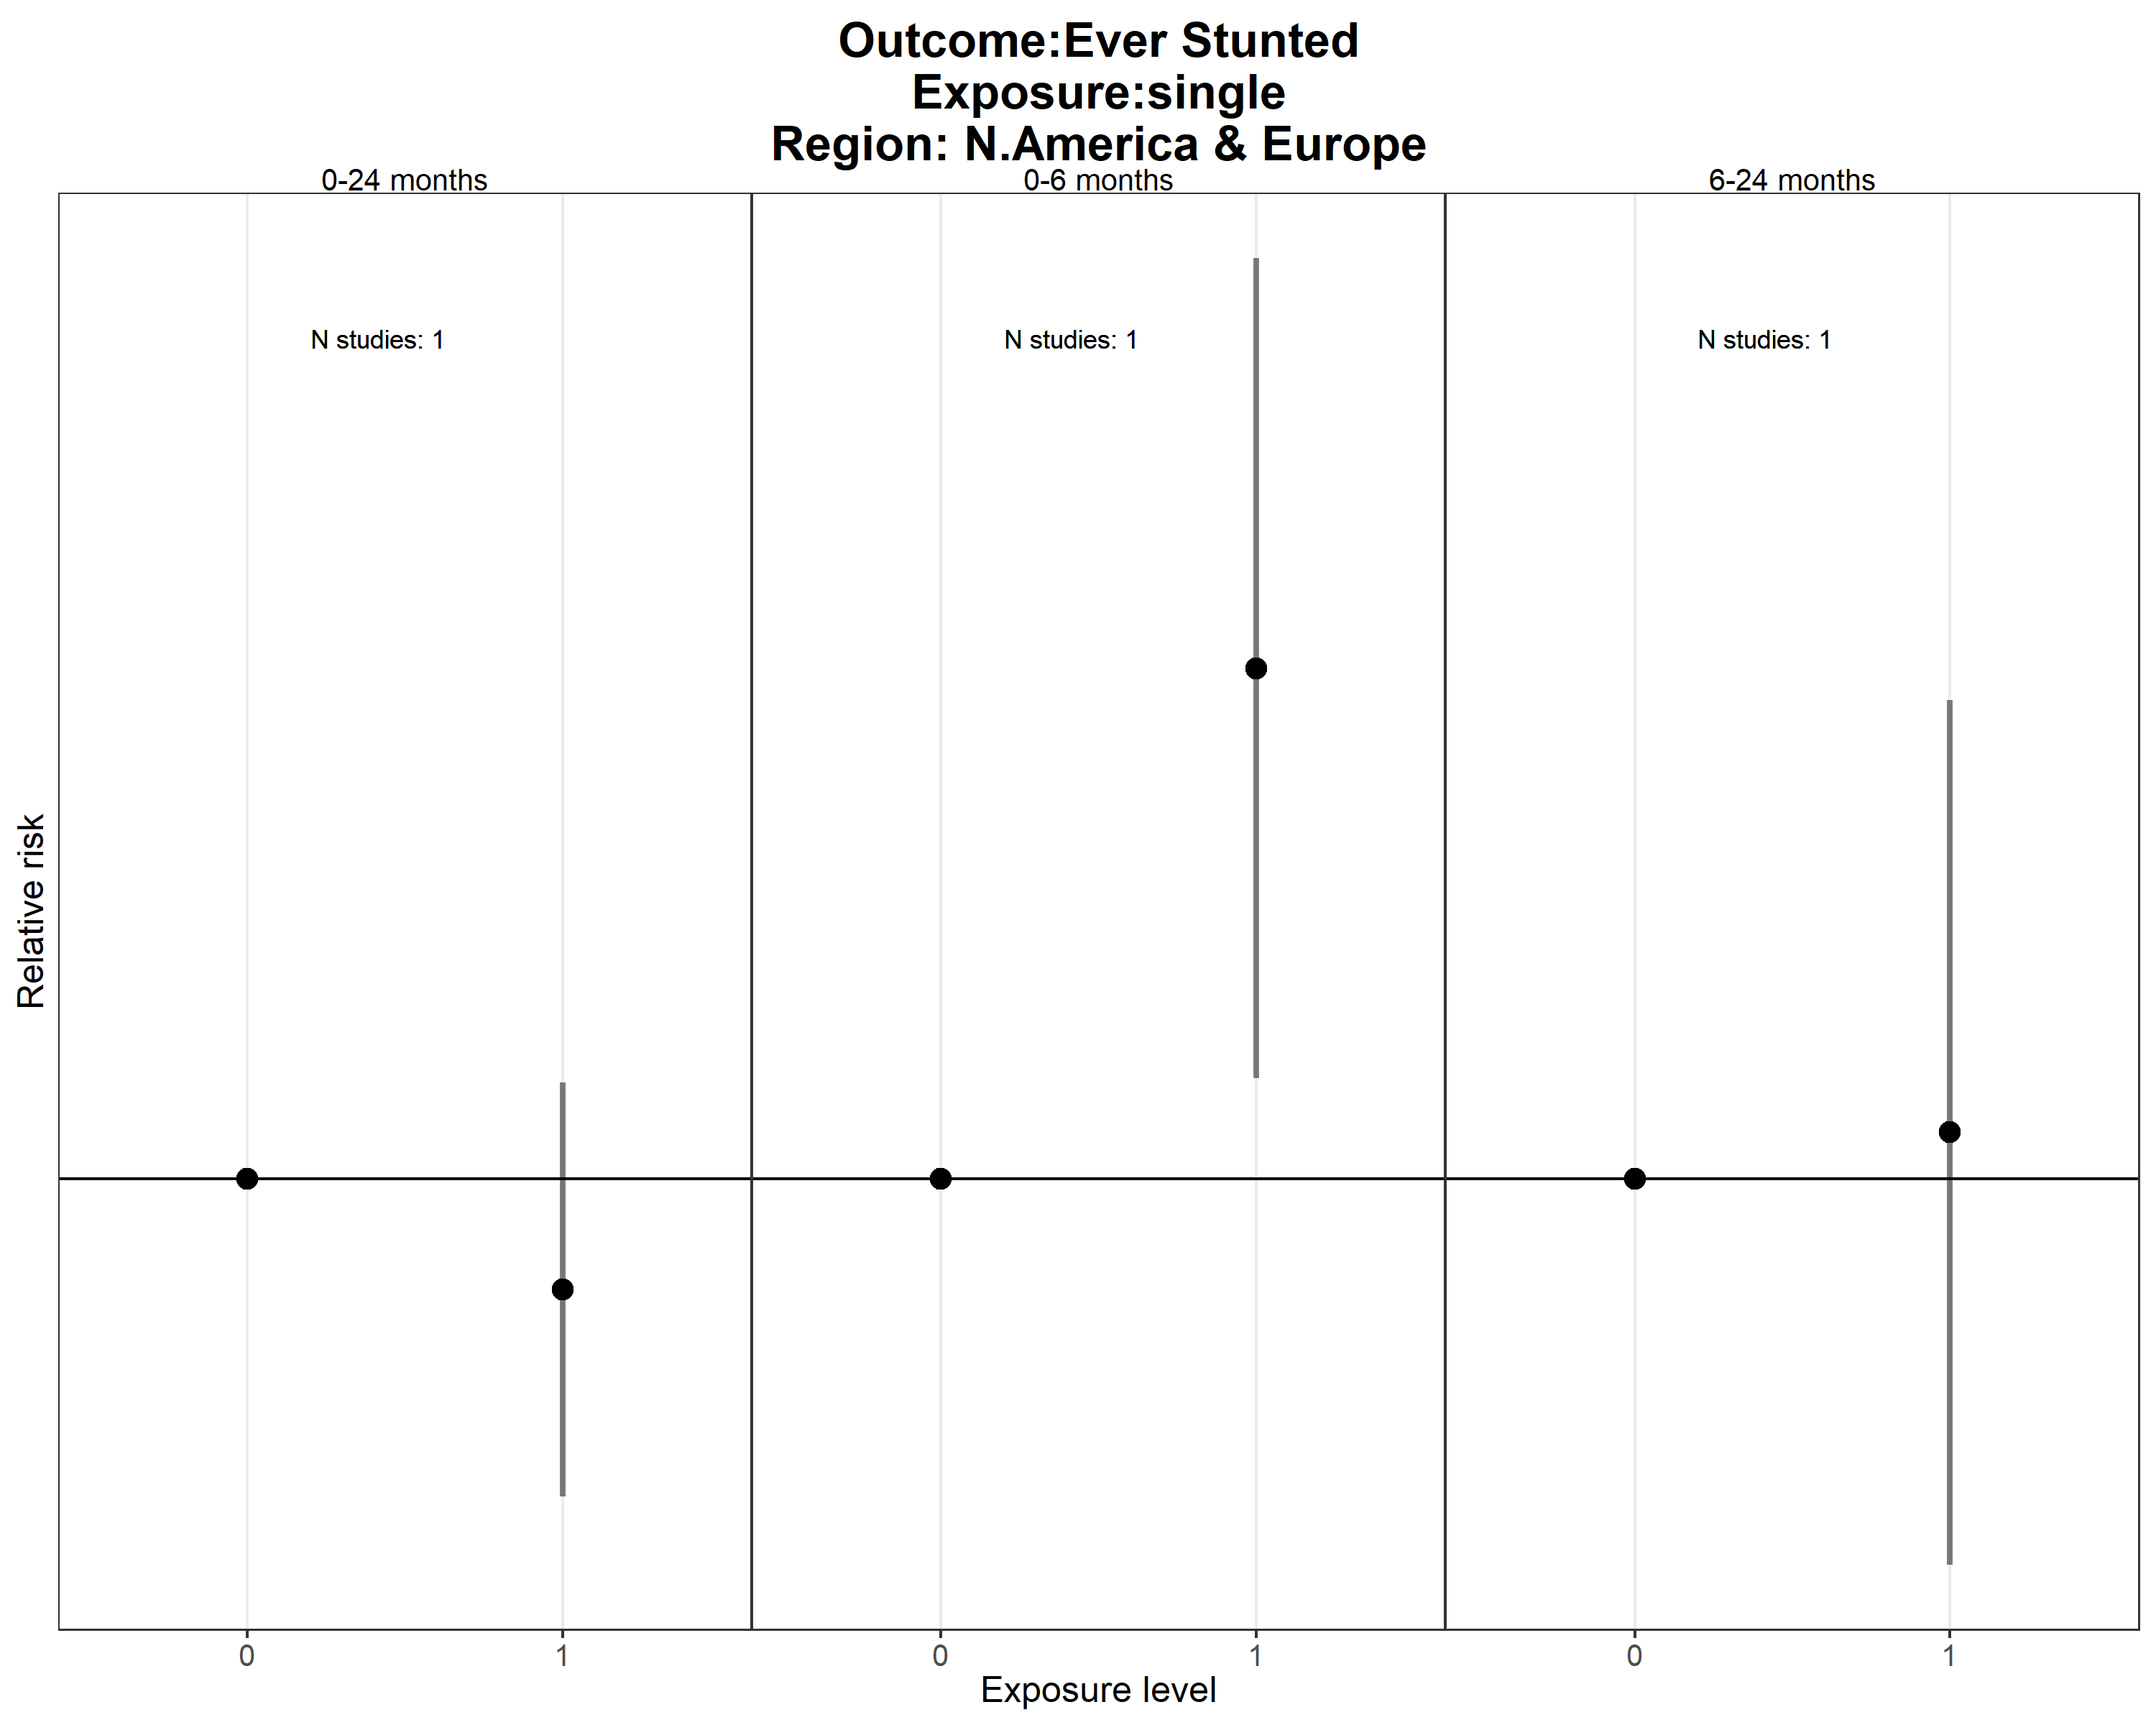 Outcome:Ever Stunted
Exposure:single
Region: N.America & Europe
0-24 months
0-6 months
6-24 months
N studies: 1
N studies: 1
N studies: 1
Relative risk
0
1
0
1
0
1
Exposure level